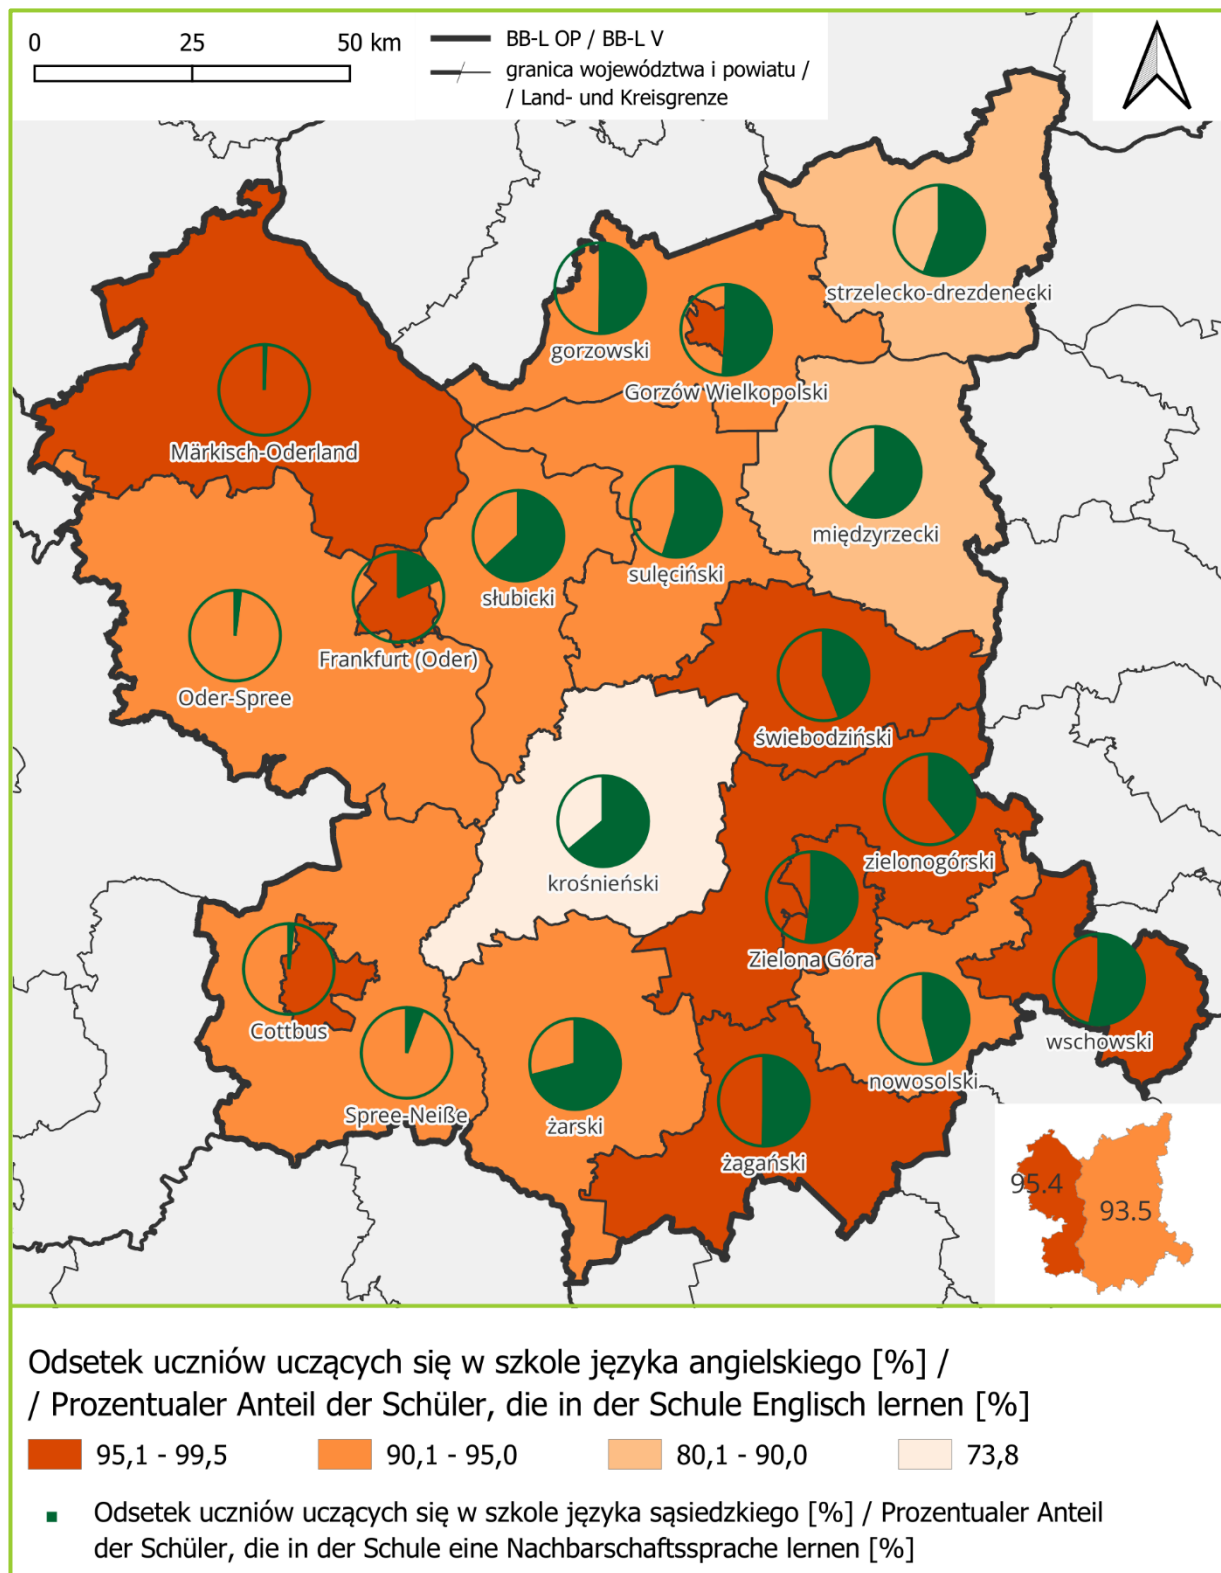 0 25 50 km
BB-L OP / BB-L V
granica województwa i powiatu /
/ Land- und Kreisgrenze
strzelecko-drezdenecki
gorzowski
Gorzów Wielkopolski
Märkisch-Oderland
międzyrzecki
sulęciński
słubicki
Frankfurt (Oder)
Oder-Spree
świebodziński
zielonogórski
krośnieński
Zielona Góra
Cottbus
wschowski
nowosolski
Spree-Neiße
żarski
żagański
95.4
93.5
Odsetek uczniów uczących się w szkole języka angielskiego [%] /
/ Prozentualer Anteil der Schüler, die in der Schule Englisch lernen [%]
95,1 - 99,5 90,1 - 95,0 80,1 - 90,0 73,8
Odsetek uczniów uczących się w szkole języka sąsiedzkiego [%] / Prozentualer Anteil
der Schüler, die in der Schule eine Nachbarschaftssprache lernen [%]